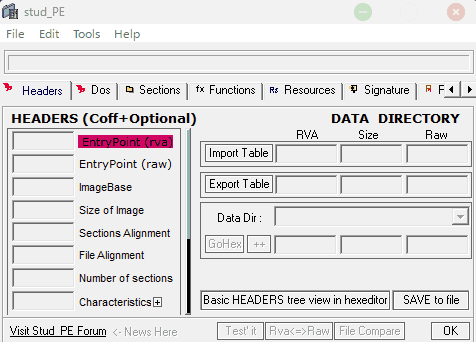 stud_PE
File Edit Tools Help
Headers Dos Sections fx Functions Rs Resources Signature F
HEADERS (Coff+Optional) DATA DIRECTORY
RVA Size Raw
EntryPoint (rva)
EntryPoint (raw)
ImageBase
Size of Image
Sections Alignment
File Alignment
Number of sections
Characteristics +
Import Table
Export Table
Data Dir :
GoHex ++
Basic HEADERS tree view in hexeditor SAVE to file
Visit Stud_PE Forum <- News Here Test' it Rva<=>Raw File Compare OK